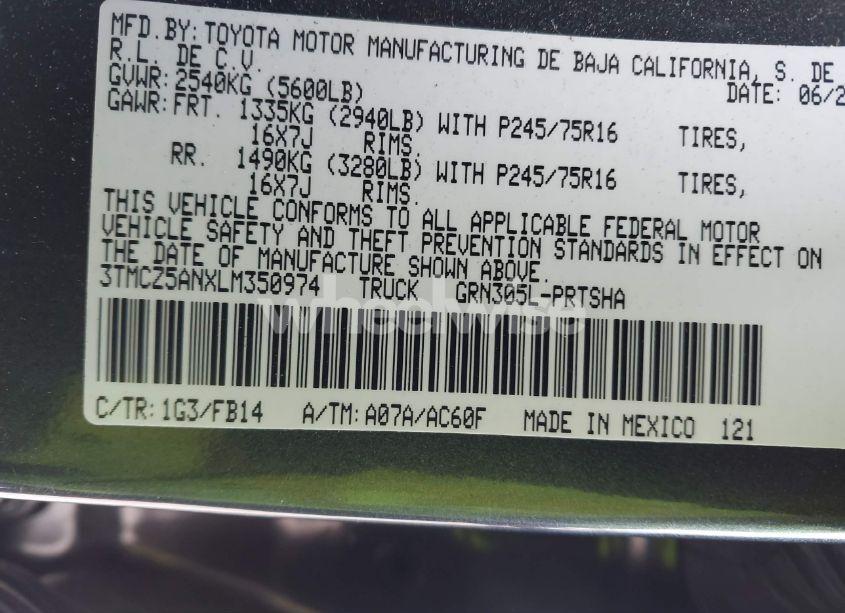 MFD.BY:TOYOTA MOTOR MANUFACTURING DE BAJA CALIFORNIA, S. DE
R.L. DE C.V.
GVWR:2540KG (5600LB) DATE: 06/2
GAWR:FRT. 1335KG (2940LB) WITH P245/75R16 TIRES,
16X7J RIMS.
RR. 1490KG (3280LB) WITH P245/75R16 TIRES,
16X7J RIMS.
THIS VEHICLE CONFORMS TO ALL APPLICABLE FEDERAL MOTOR
VEHICLE SAFETY AND THEFT PREVENTION STANDARDS IN EFFECT ON
THE DATE OF MANUFACTURE SHOWN ABOVE.
3TMCZ5ANXLM350974 TRUCK GRN305L-PRTSHA
wheelwise
C/TR:1G3/FB14 A/TM:A07A/AC60F MADE IN MEXICO 121